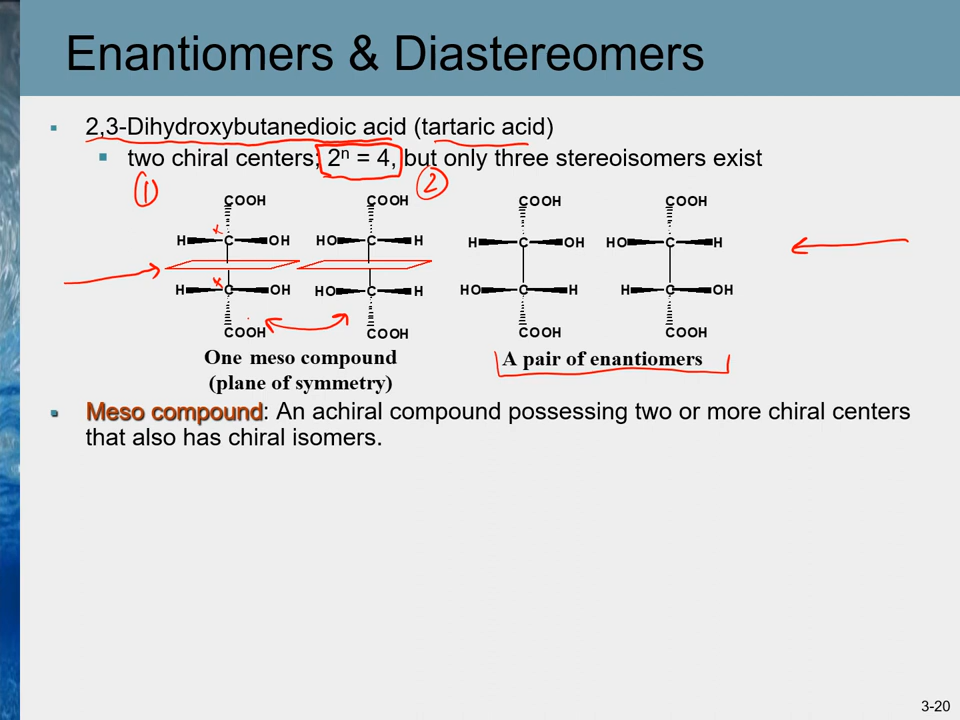 Enantiomers & Diastereomers
▪ 2,3-Dihydroxybutanedioic acid (tartaric acid)
▪ two chiral centers; 2ⁿ = 4, but only three stereoisomers exist
① ②
COOH COOH COOH COOH
H C OH HO C H H C OH HO C H
H C OH HO C H HO C H H C OH
COOH COOH COOH COOH
One meso compound A pair of enantiomers
(plane of symmetry)
▪ Meso compound: An achiral compound possessing two or more chiral centers
that also has chiral isomers.
3-20